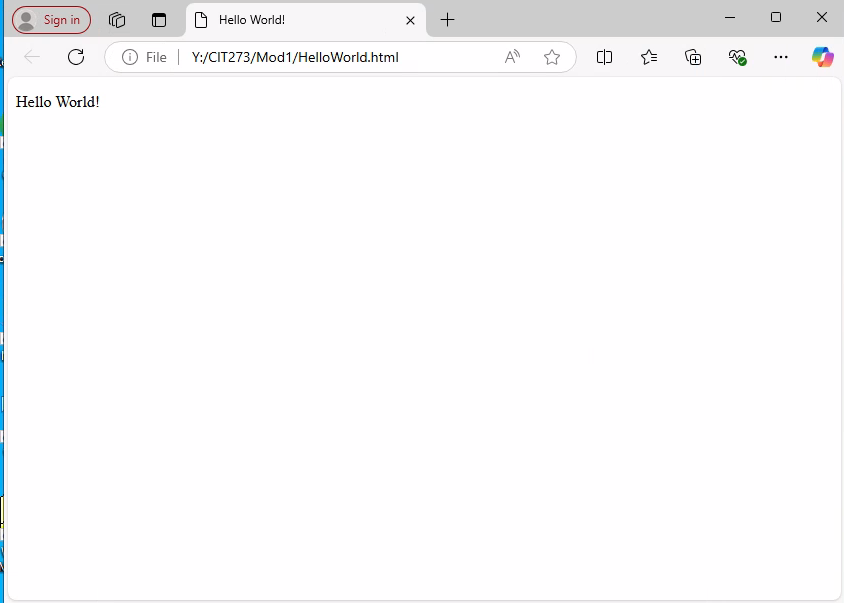 Sign in
Hello World!
File
Y:/CIT273/Mod1/HelloWorld.html
A
Hello World!